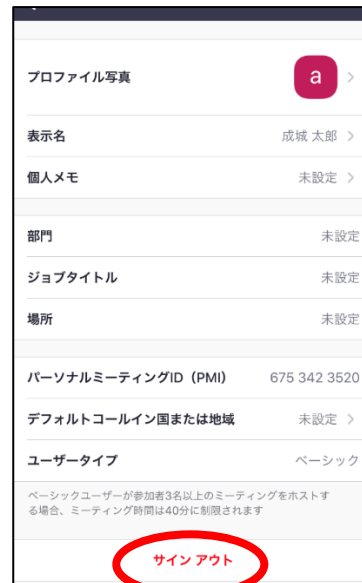 プロファイル写真
a
表示名 成城 太郎
個人メモ 未設定
部門 未設定
ジョブタイトル 未設定
場所 未設定
パーソナルミーティングID（PMI） 675 342 3520
デフォルトコールイン国または地域 未設定
ユーザータイプ ベーシック
ベーシックユーザーが参加者3名以上のミーティングをホストす
る場合、ミーティング時間は40分に制限されます
サイン アウト